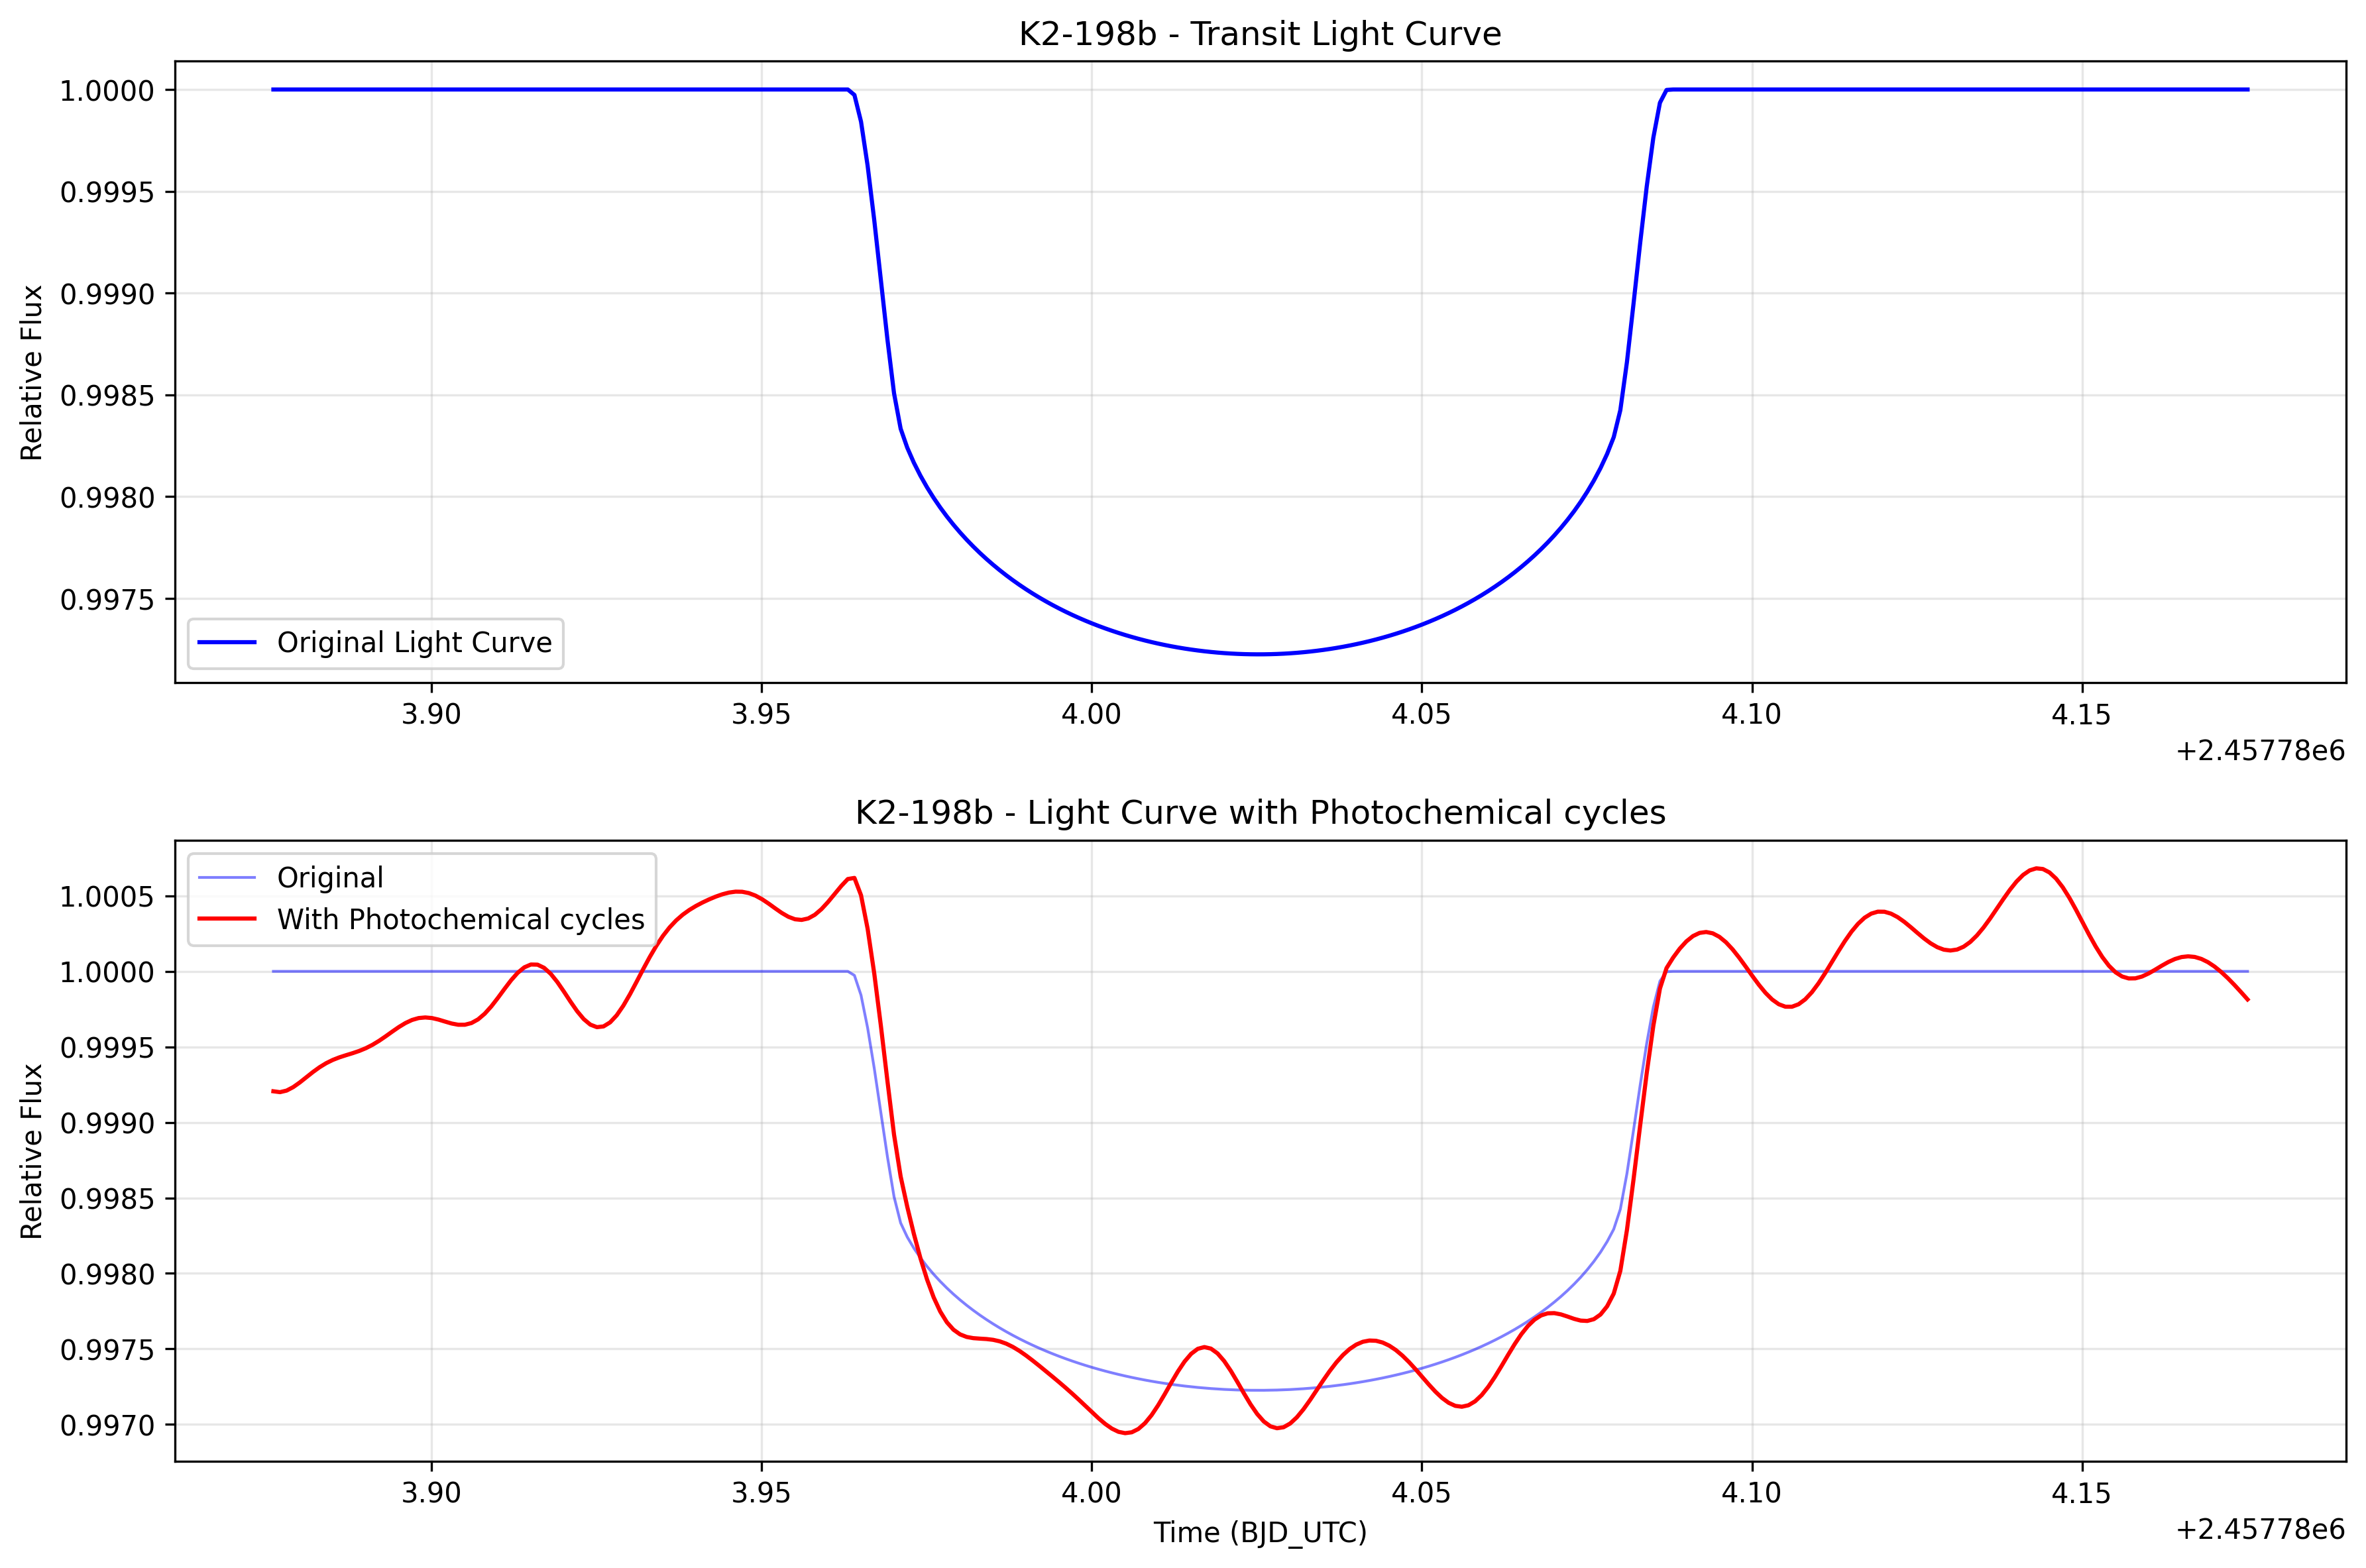 K2-198b - Transit Light Curve
Relative Flux
1.0000
0.9995
0.9990
0.9985
0.9980
0.9975
Original Light Curve
3.90 3.95 4.00 4.05 4.10 4.15
+2.45778e6
K2-198b - Light Curve with Photochemical cycles
Relative Flux
Original
With Photochemical cycles
1.0005
1.0000
0.9995
0.9990
0.9985
0.9980
0.9975
0.9970
3.90 3.95 4.00 4.05 4.10 4.15
Time (BJD_UTC)
+2.45778e6